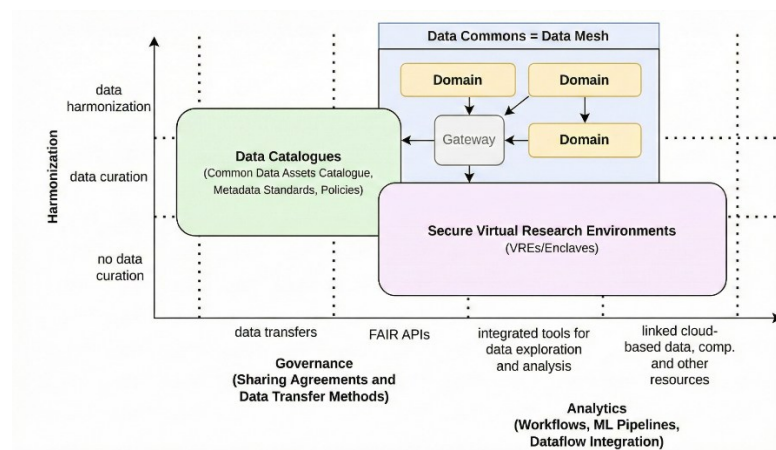 Data Commons = Data Mesh
Domain
Domain
Gateway
Domain
Harmonization
data
harmonization
data curation
no data
curation
Data Catalogues
(Common Data Assets Catalogue,
Metadata Standards, Policies)
Secure Virtual Research Environments
(VREs/Enclaves)
data transfers
FAIR APIs
integrated tools for
data exploration
and analysis
linked cloud-
based data, comp.
and other
resources
Governance
(Sharing Agreements and
Data Transfer Methods)
Analytics
(Workflows, ML Pipelines,
Dataflow Integration)